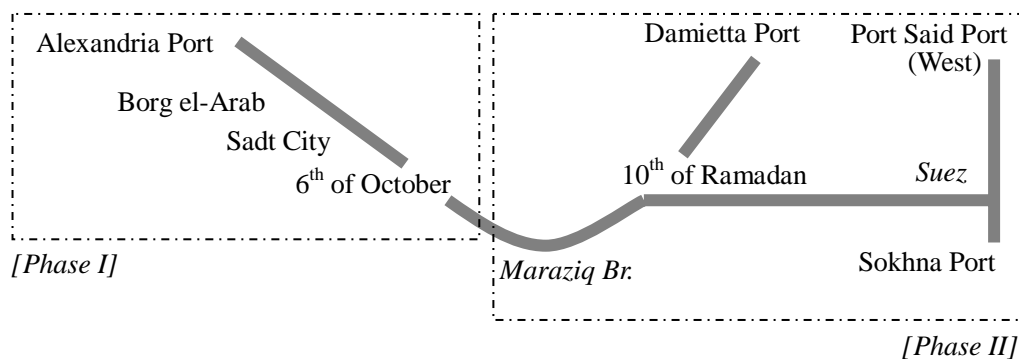 Alexandria Port
Borg el-Arab
Sadt City
6th of October
[Phase I]
Damietta Port
Port Said Port
(West)
10th of Ramadan
Suez
Maraziq Br.
Sokhna Port
[Phase II]